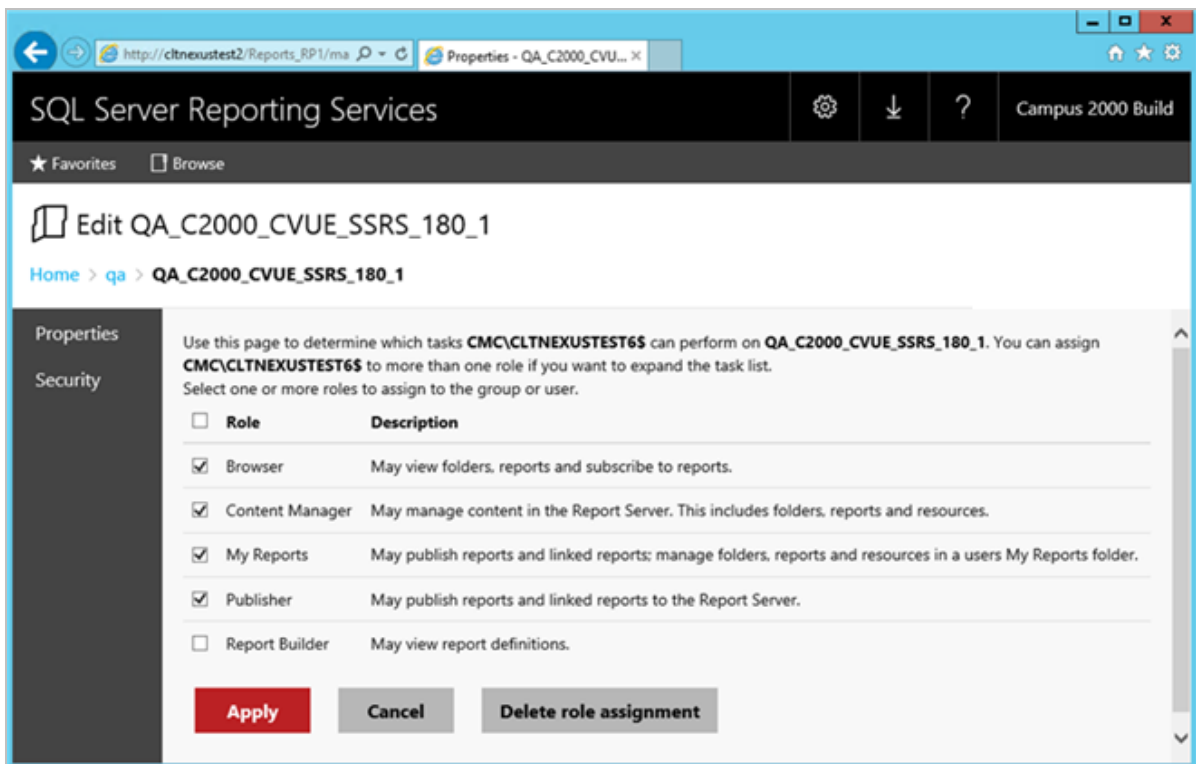 http://cltnexustest2/Reports_RP1/ma
Properties - QA_C2000_CVU...
SQL Server Reporting Services
?
Campus 2000 Build
Favorites
Browse
Edit QA_C2000_CVUE_SSRS_180_1
Home > qa > QA_C2000_CVUE_SSRS_180_1
Properties
Security
Use this page to determine which tasks CMC\CLTNEXUSTEST6$ can perform on QA_C2000_CVUE_SSRS_180_1. You can assign
CMC\CLTNEXUSTEST6$ to more than one role if you want to expand the task list.
Select one or more roles to assign to the group or user.
Role Description
Browser May view folders, reports and subscribe to reports.
Content Manager May manage content in the Report Server. This includes folders, reports and resources.
My Reports May publish reports and linked reports; manage folders, reports and resources in a users My Reports folder.
Publisher May publish reports and linked reports to the Report Server.
Report Builder May view report definitions.
Apply Cancel Delete role assignment